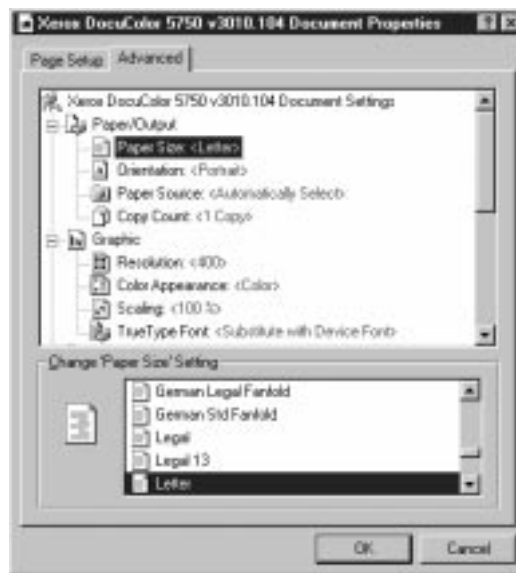 Xerox DocuColor 5750 v3010.104 Document Properties
Page Setup Advanced
Xerox DocuColor 5750 v3010.104 Document Settings
Paper/Output
Paper Size: <Letter>
Orientation: <Portrait>
Paper Source: <Automatically Select>
Copy Count: <1 Copy>
Graphic
Resolution: <400>
Color Appearance: <Color>
Scaling: <100 %>
TrueType Font: <Substitute with Device Font>
Change 'Paper Size' Setting
German Legal Fanfold
German Std Fanfold
Legal
Legal 13
Letter
OK Cancel